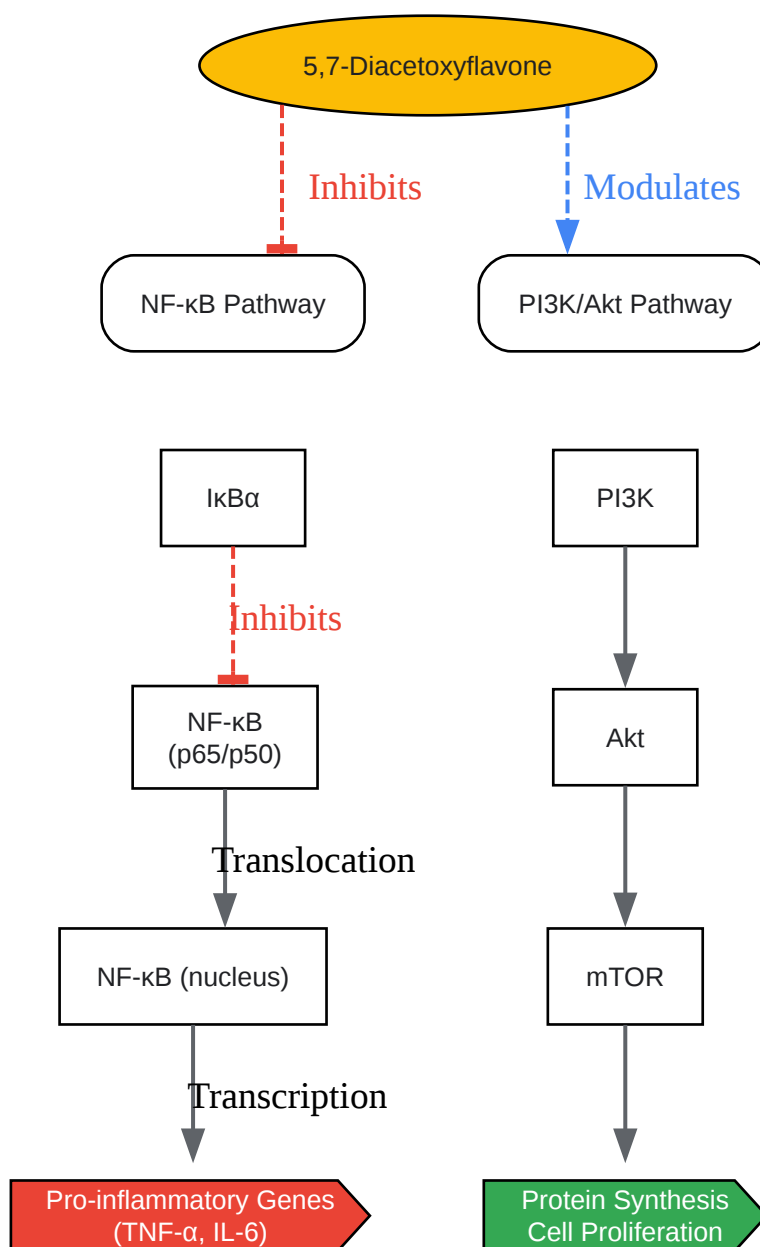 5,7-Diacetoxyflavone
Inhibits
Modulates
NF-κB Pathway
PI3K/Akt Pathway
IκBα
PI3K
Inhibits
NF-κB
(p65/p50)
Akt
Translocation
NF-κB (nucleus)
mTOR
Transcription
Pro-inflammatory Genes
(TNF-α, IL-6)
Protein Synthesis
Cell Proliferation